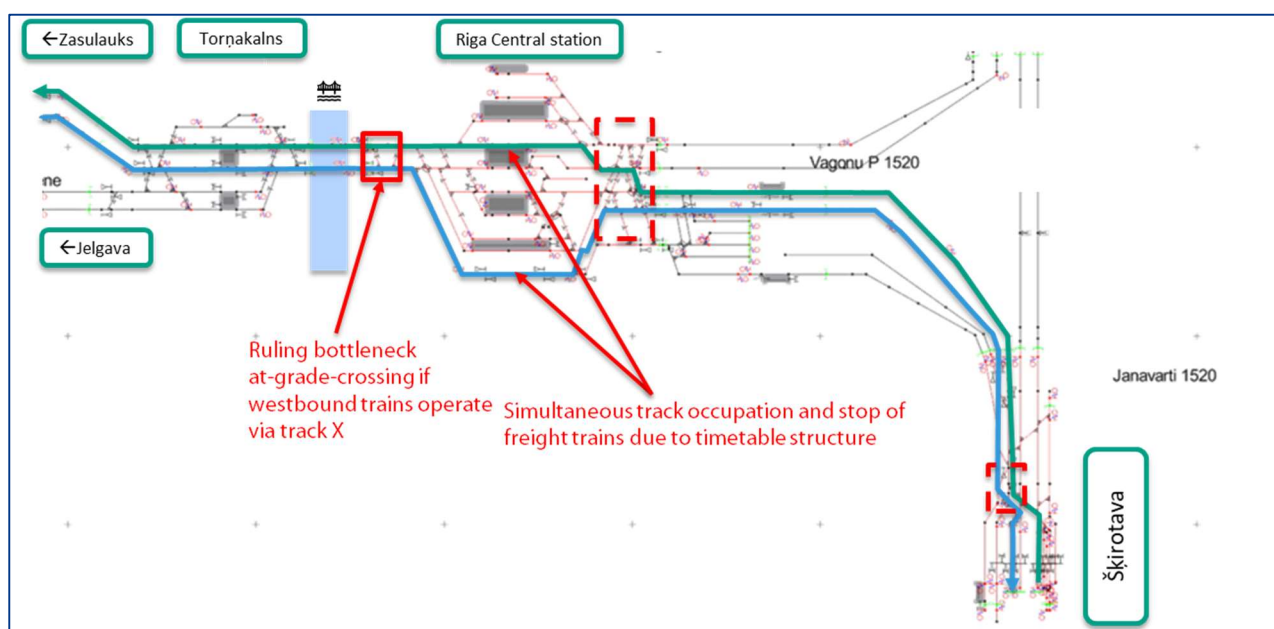 ←Zasulauks
Torņakalns
Riga Central station
Vagonu P 1520
ene
←Jelgava
Janavarti 1520
Ruling bottleneck
at-grade-crossing if
westbound trains operate
via track X
Simultaneous track occupation and stop of
freight trains due to timetable structure
Šķirotava